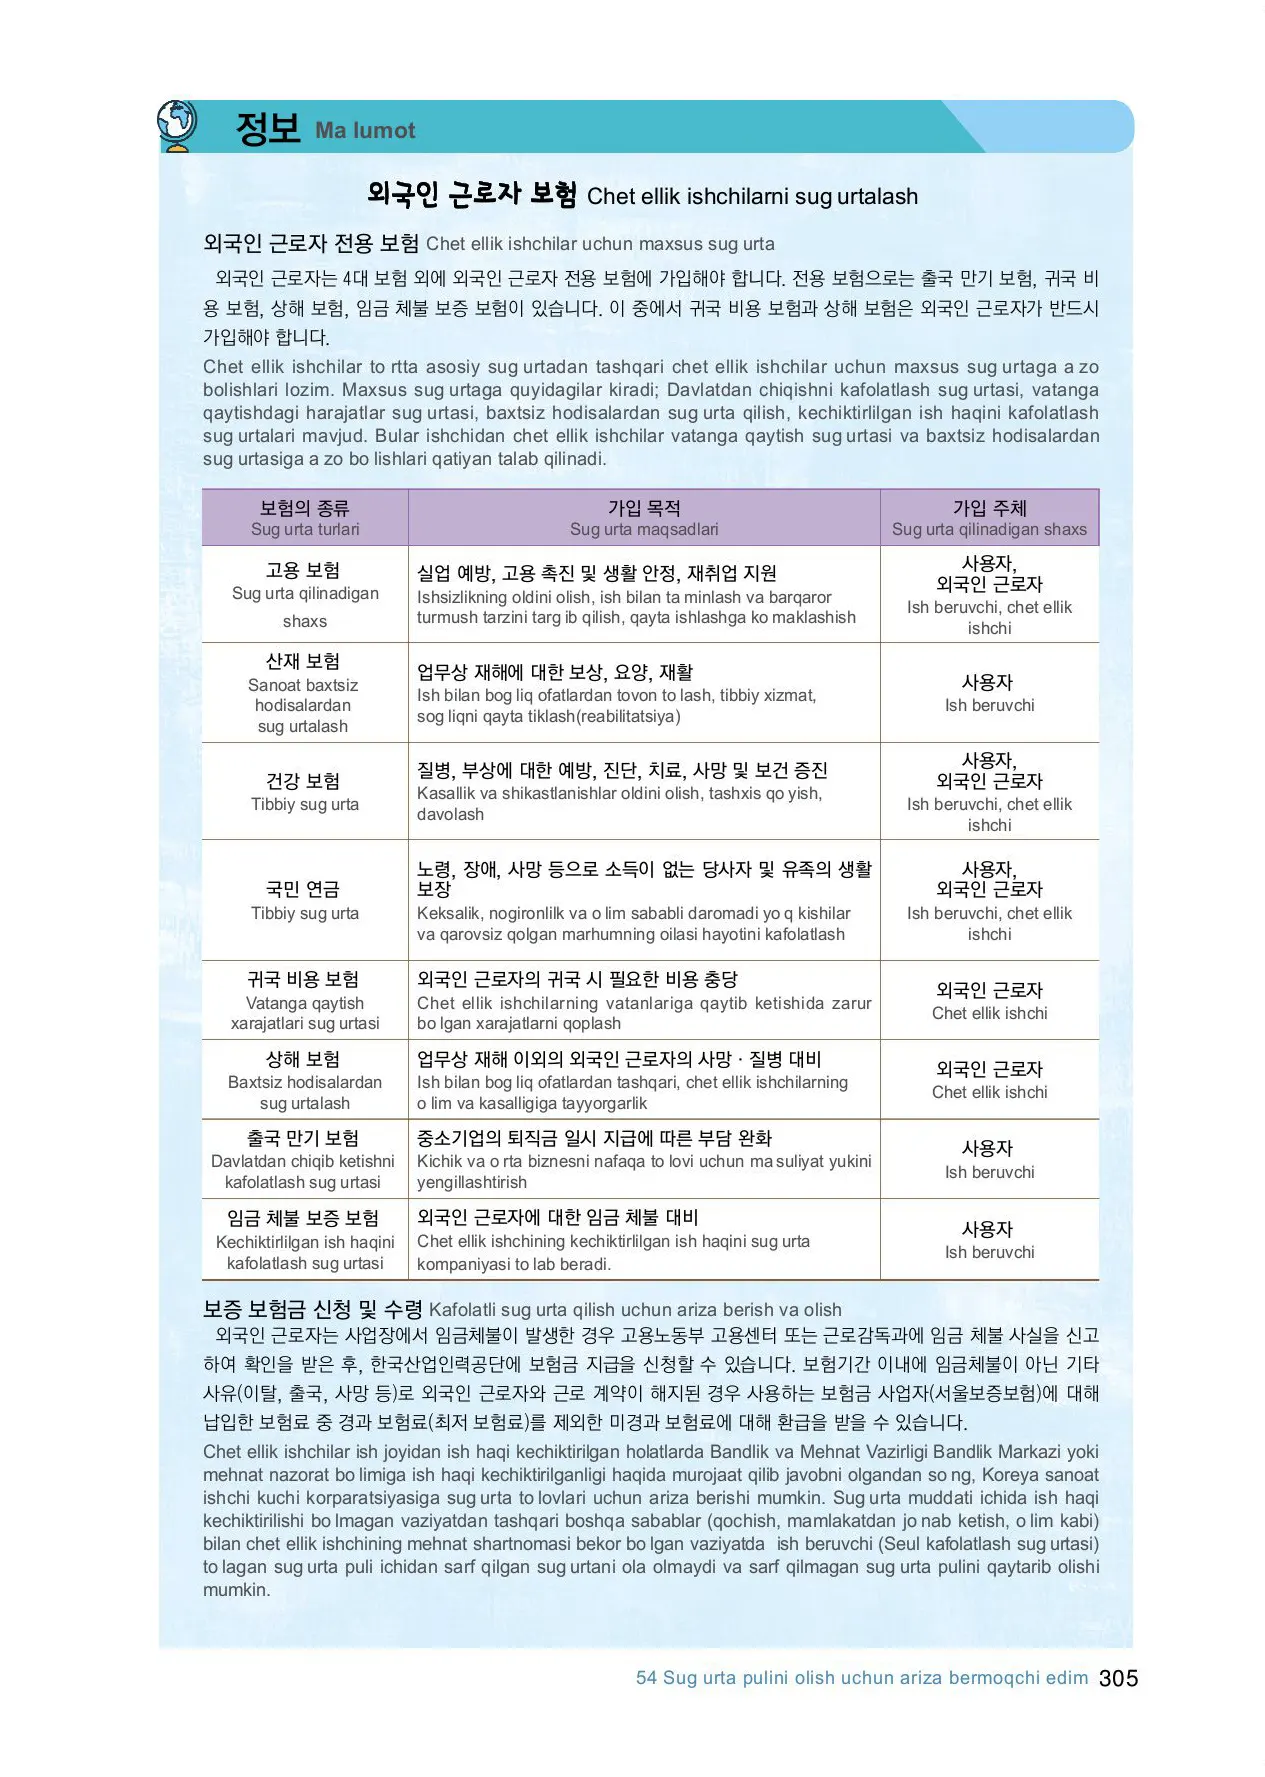 정보 Ma lumot
외국인 근로자 보험 Chet ellik ishchilarni sug urtalash
외국인 근로자 전용 보험 Chet ellik ishchilar uchun maxsus sug urta
외국인 근로자는 4대 보험 외에 외국인 근로자 전용 보험에 가입해야 합니다. 전용 보험으로는 출국 만기 보험, 귀국 비
용 보험, 상해 보험, 임금 체불 보증 보험이 있습니다. 이 중에서 귀국 비용 보험과 상해 보험은 외국인 근로자가 반드시
가입해야 합니다.
Chet ellik ishchilar to rtta asosiy sug urtadan tashqari chet ellik ishchilar uchun maxsus sug urtaga a zo
bolishlari lozim. Maxsus sug urtaga quyidagilar kiradi; Davlatdan chiqishni kafolatlash sug urtasi, vatanga
qaytishdagi harajatlar sug urtasi, baxtsiz hodisalardan sug urta qilish, kechiktirlilgan ish haqini kafolatlash
sug urtalari mavjud. Bular ishchidan chet ellik ishchilar vatanga qaytish sug urtasi va baxtsiz hodisalardan
sug urtasiga a zo bo lishlari qatiyan talab qilinadi.
보험의 종류
Sug urta turlari
가입 목적
Sug urta maqsadlari
가입 주체
Sug urta qilinadigan shaxs
고용 보험
Sug urta qilinadigan
shaxs
실업 예방, 고용 촉진 및 생활 안정, 재취업 지원
Ishsizlikning oldini olish, ish bilan ta minlash va barqaror
turmush tarzini targ ib qilish, qayta ishlashga ko maklashish
사용자,
외국인 근로자
Ish beruvchi, chet ellik
ishchi
산재 보험
Sanoat baxtsiz
hodisalardan
sug urtalash
업무상 재해에 대한 보상, 요양, 재활
Ish bilan bog liq ofatlardan tovon to lash, tibbiy xizmat,
sog liqni qayta tiklash(reabilitatsiya)
사용자
Ish beruvchi
건강 보험
Tibbiy sug urta
질병, 부상에 대한 예방, 진단, 치료, 사망 및 보건 증진
Kasallik va shikastlanishlar oldini olish, tashxis qo yish,
davolash
사용자,
외국인 근로자
Ish beruvchi, chet ellik
ishchi
국민 연금
Tibbiy sug urta
노령, 장애, 사망 등으로 소득이 없는 당사자 및 유족의 생활
보장
Keksalik, nogironlilk va o lim sababli daromadi yo q kishilar
va qarovsiz qolgan marhumning oilasi hayotini kafolatlash
사용자,
외국인 근로자
Ish beruvchi, chet ellik
ishchi
귀국 비용 보험
Vatanga qaytish
xarajatlari sug urtasi
외국인 근로자의 귀국 시 필요한 비용 충당
Chet ellik ishchilarning vatanlariga qaytib ketishida zarur
bo lgan xarajatlarni qoplash
외국인 근로자
Chet ellik ishchi
상해 보험
Baxtsiz hodisalardan
sug urtalash
업무상 재해 이외의 외국인 근로자의 사망 · 질병 대비
Ish bilan bog liq ofatlardan tashqari, chet ellik ishchilarning
o lim va kasalligiga tayyorgarlik
외국인 근로자
Chet ellik ishchi
출국 만기 보험
Davlatdan chiqib ketishni
kafolatlash sug urtasi
중소기업의 퇴직금 일시 지급에 따른 부담 완화
Kichik va o rta biznesni nafaqa to lovi uchun ma suliyat yukini
yengillashtirish
사용자
Ish beruvchi
임금 체불 보증 보험
Kechiktirlilgan ish haqini
kafolatlash sug urtasi
외국인 근로자에 대한 임금 체불 대비
Chet ellik ishchining kechiktirlilgan ish haqini sug urta
kompaniyasi to lab beradi.
사용자
Ish beruvchi
보증 보험금 신청 및 수령 Kafolatli sug urta qilish uchun ariza berish va olish
외국인 근로자는 사업장에서 임금체불이 발생한 경우 고용노동부 고용센터 또는 근로감독과에 임금 체불 사실을 신고
하여 확인을 받은 후, 한국산업인력공단에 보험금 지급을 신청할 수 있습니다. 보험기간 이내에 임금체불이 아닌 기타
사유(이탈, 출국, 사망 등)로 외국인 근로자와 근로 계약이 해지된 경우 사용하는 보험금 사업자(서울보증보험)에 대해
납입한 보험료 중 경과 보험료(최저 보험료)를 제외한 미경과 보험료에 대해 환급을 받을 수 있습니다.
Chet ellik ishchilar ish joyidan ish haqi kechiktirilgan holatlarda Bandlik va Mehnat Vazirligi Bandlik Markazi yoki
mehnat nazorat bo limiga ish haqi kechiktirilganligi haqida murojaat qilib javobni olgandan so ng, Koreya sanoat
ishchi kuchi korparatsiyasiga sug urta to lovlari uchun ariza berishi mumkin. Sug urta muddati ichida ish haqi
kechiktirilishi bo lmagan vaziyatdan tashqari boshqa sabablar (qochish, mamlakatdan jo nab ketish, o lim kabi)
bilan chet ellik ishchining mehnat shartnomasi bekor bo lgan vaziyatda ish beruvchi (Seul kafolatlash sug urtasi)
to lagan sug urta puli ichidan sarf qilgan sug urtani ola olmaydi va sarf qilmagan sug urta pulini qaytarib olishi
mumkin.
54 Sug urta pulini olish uchun ariza bermoqchi edim 305